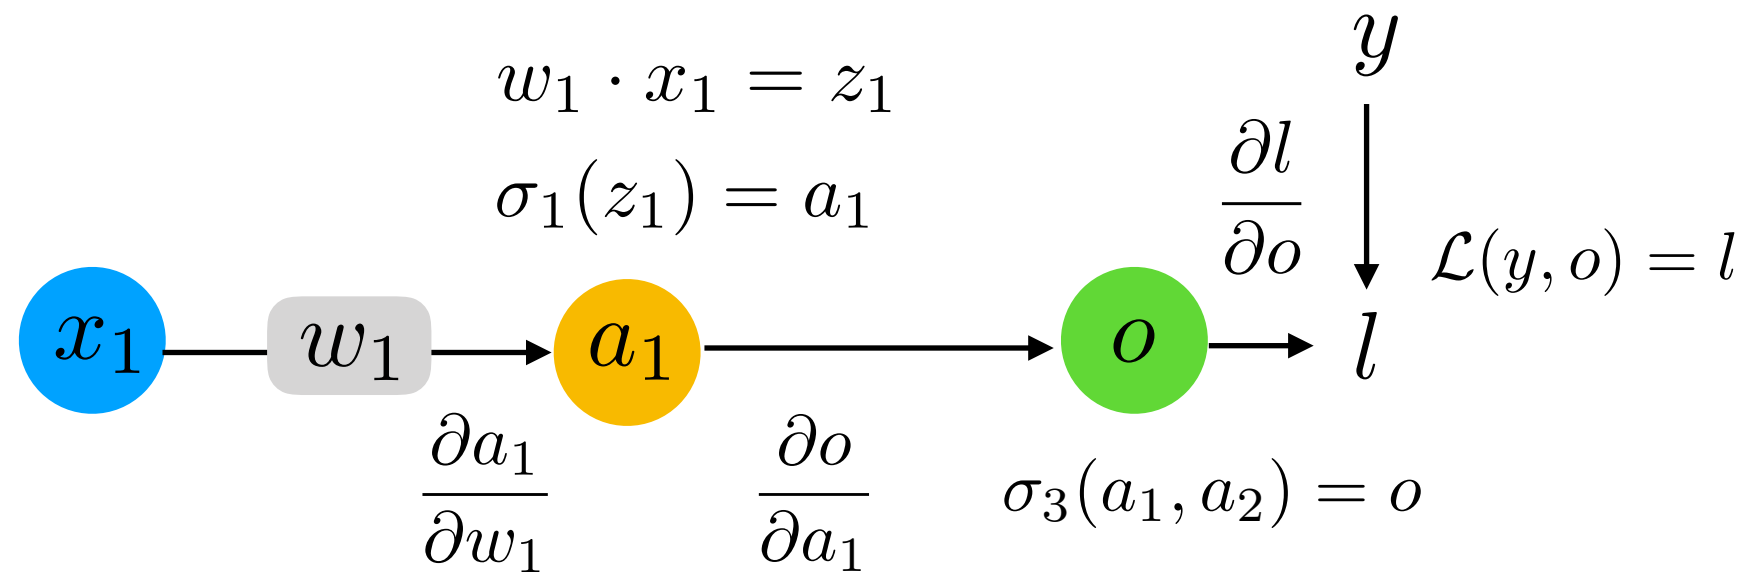 w₁ · x₁ = z₁
σ₁(z₁) = a₁
y
∂l/∂o
ℒ(y, o) = l
x₁
w₁
a₁
o
l
∂a₁/∂w₁
∂o/∂a₁
σ₃(a₁, a₂) = o